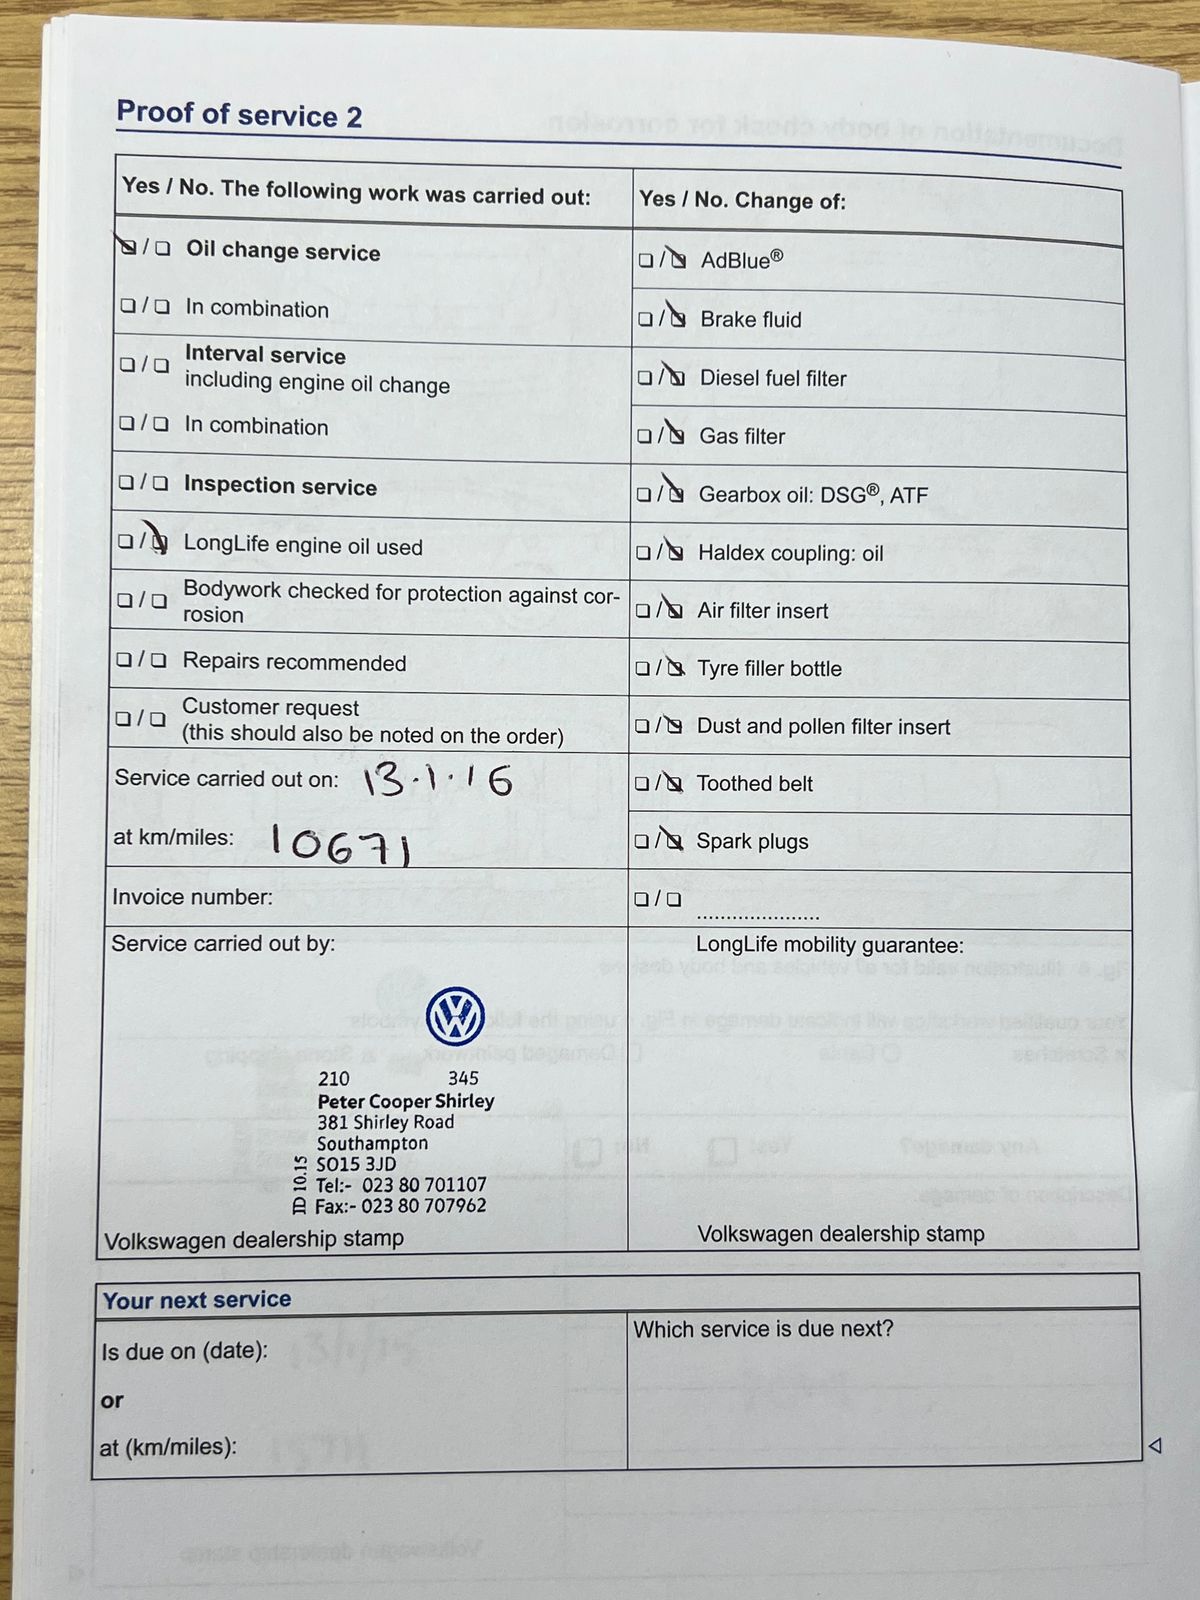 Proof of service 2
Yes / No. The following work was carried out:
Oil change service
In combination
Interval service
including engine oil change
In combination
Inspection service
LongLife engine oil used
Bodywork checked for protection against cor-
rosion
Repairs recommended
Customer request
(this should also be noted on the order)
Service carried out on: 13.1.16
at km/miles: 10671
Invoice number:
Yes / No. Change of:
AdBlue®
Brake fluid
Diesel fuel filter
Gas filter
Gearbox oil: DSG®, ATF
Haldex coupling: oil
Air filter insert
Tyre filler bottle
Dust and pollen filter insert
Toothed belt
Spark plugs
.....................
Service carried out by:
210 345
Peter Cooper Shirley
381 Shirley Road
Southampton
SO15 3JD
Tel:- 023 80 701107
Fax:- 023 80 707962
ID 10.15
Volkswagen dealership stamp
LongLife mobility guarantee:
Volkswagen dealership stamp
Your next service
Is due on (date):
or
at (km/miles):
Which service is due next?